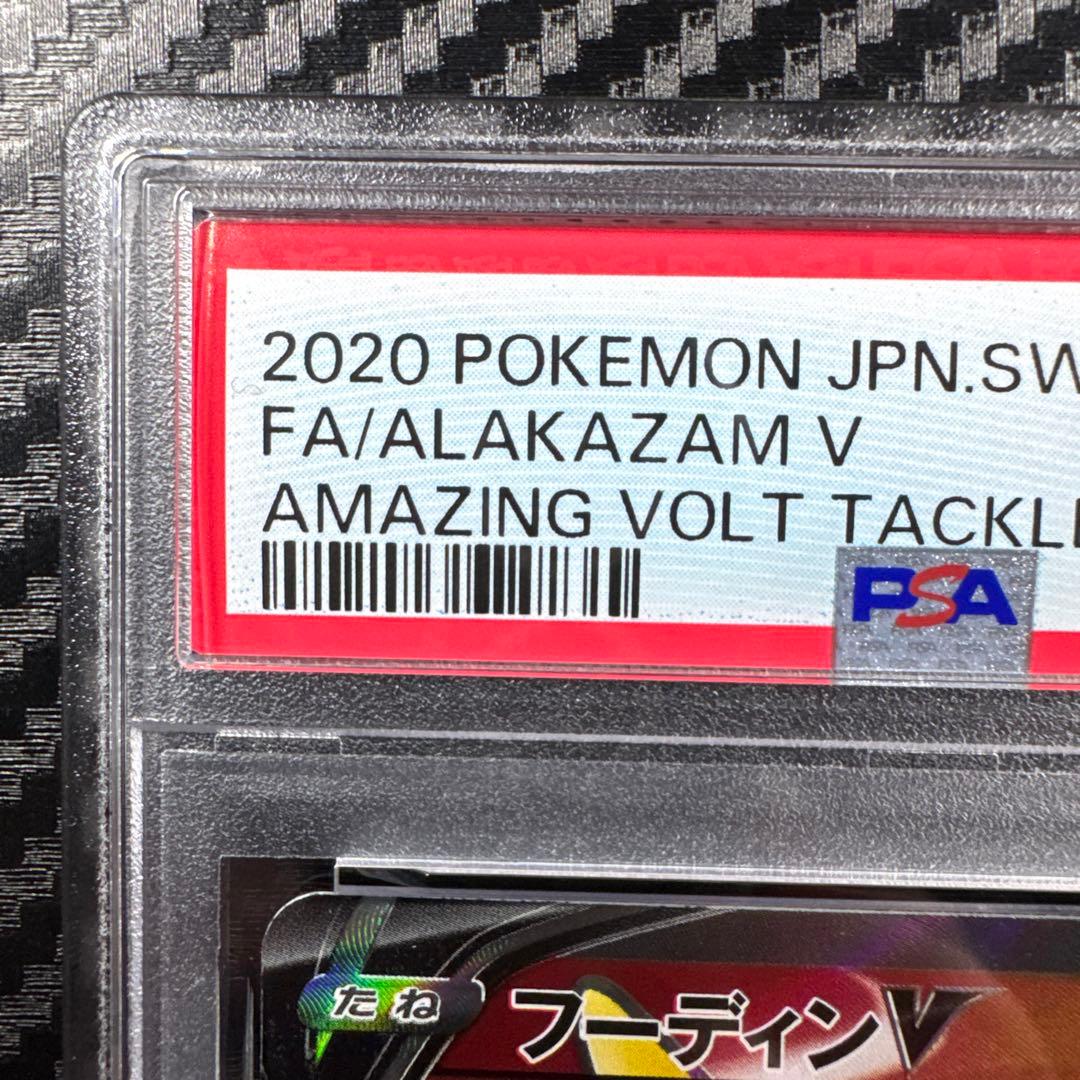 2020 POKEMON JPN.SW
FA/ALAKAZAM V
AMAZING VOLT TACKLE
PSA
たね フーディンV